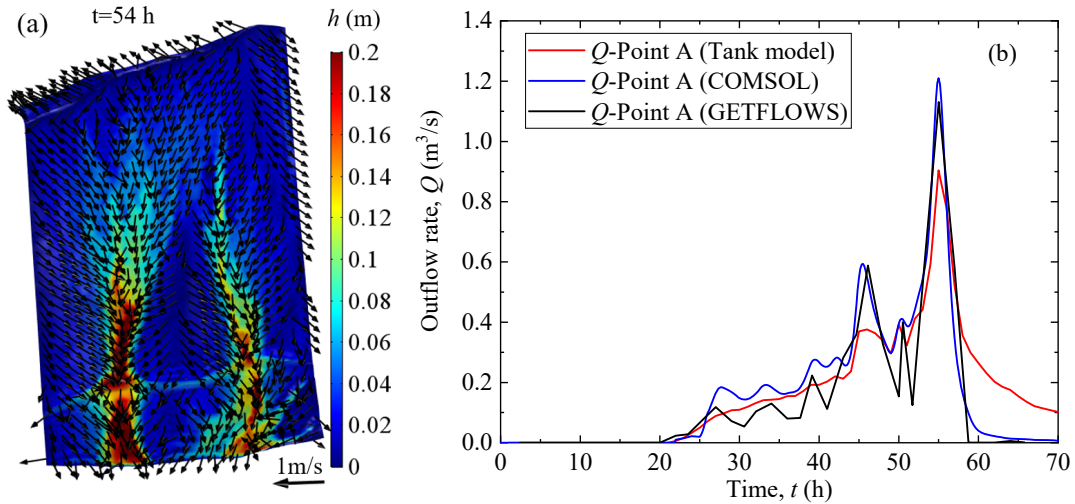 (a)
t=54 h
h (m)
0.2
0.18
0.16
0.14
0.12
0.1
0.08
0.06
0.04
0.02
0
1m/s
(b)
Q-Point A (Tank model)
Q-Point A (COMSOL)
Q-Point A (GETFLOWS)
Outflow rate, Q (m³/s)
1.4
1.2
1.0
0.8
0.6
0.4
0.2
0.0
0 10 20 30 40 50 60 70
Time, t (h)